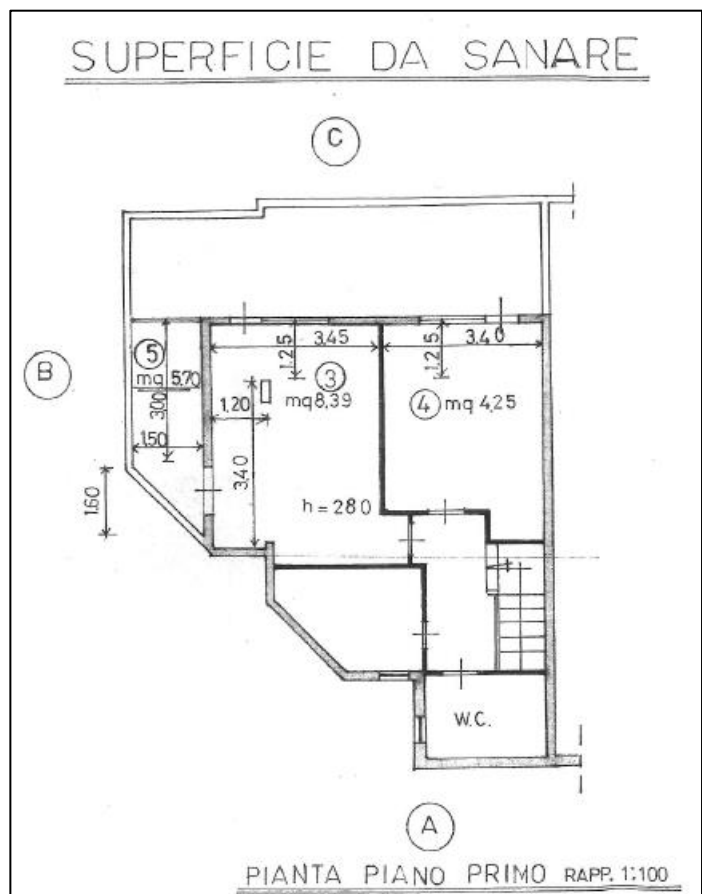 SUPERFICIE DA SANARE
C
B
5
mq 5,70
3,00
1,50
1,60
3,45
1,25
3
mq 8,39
1,20
3,40
h = 280
3,40
1,25
4 mq 4,25
W.C.
A
PIANTA PIANO PRIMO RAPP. 1:100